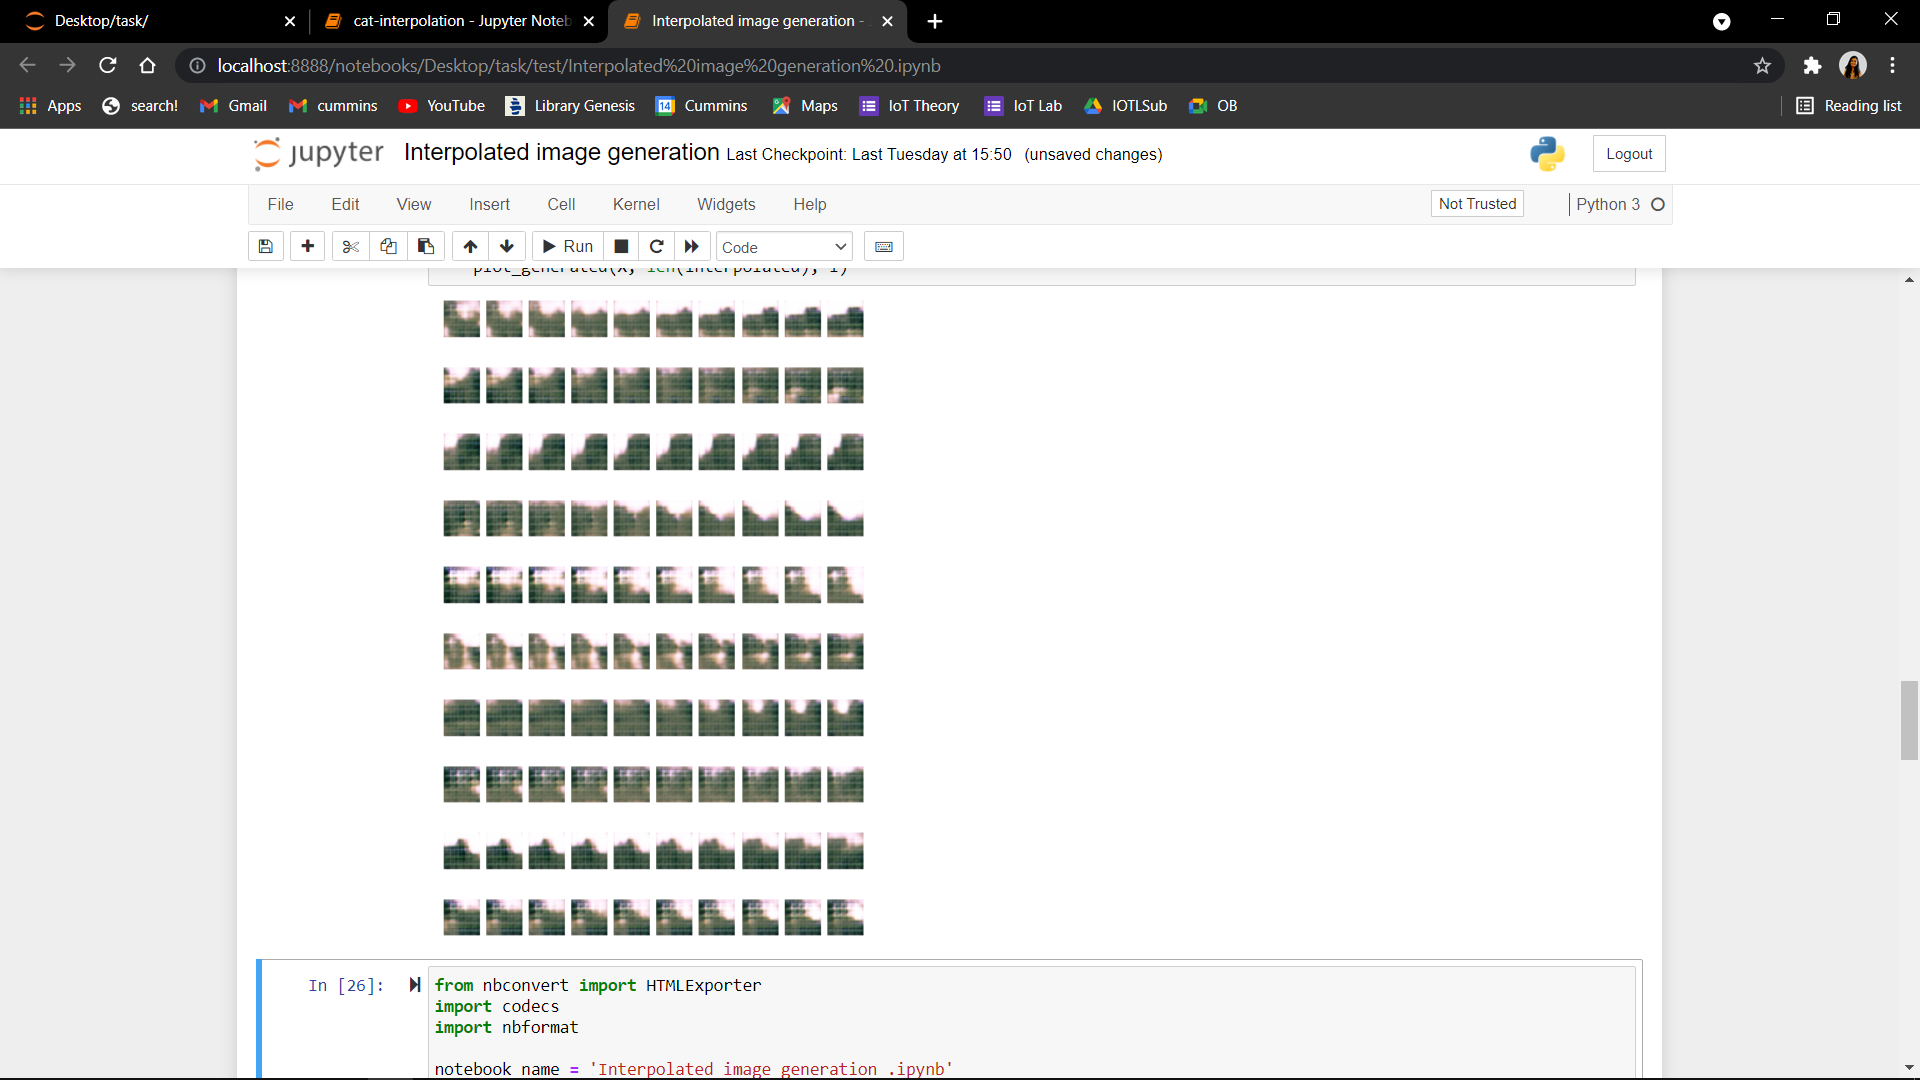 Desktop/task/
cat-interpolation - Jupyter Noteb
Interpolated image generation -
localhost:8888/notebooks/Desktop/task/test/Interpolated%20image%20generation%20.ipynb
Apps search! Gmail cummins YouTube Library Genesis 14 Cummins Maps IoT Theory IoT Lab IOTLSub OB Reading list
jupyter Interpolated image generation Last Checkpoint: Last Tuesday at 15:50 (unsaved changes) Logout
File Edit View Insert Cell Kernel Widgets Help Not Trusted Python 3
Run Code
plot_generated(X, len(interpolated), i)
In [26]: from nbconvert import HTMLExporter
import codecs
import nbformat
notebook_name = 'Interpolated image generation .ipynb'